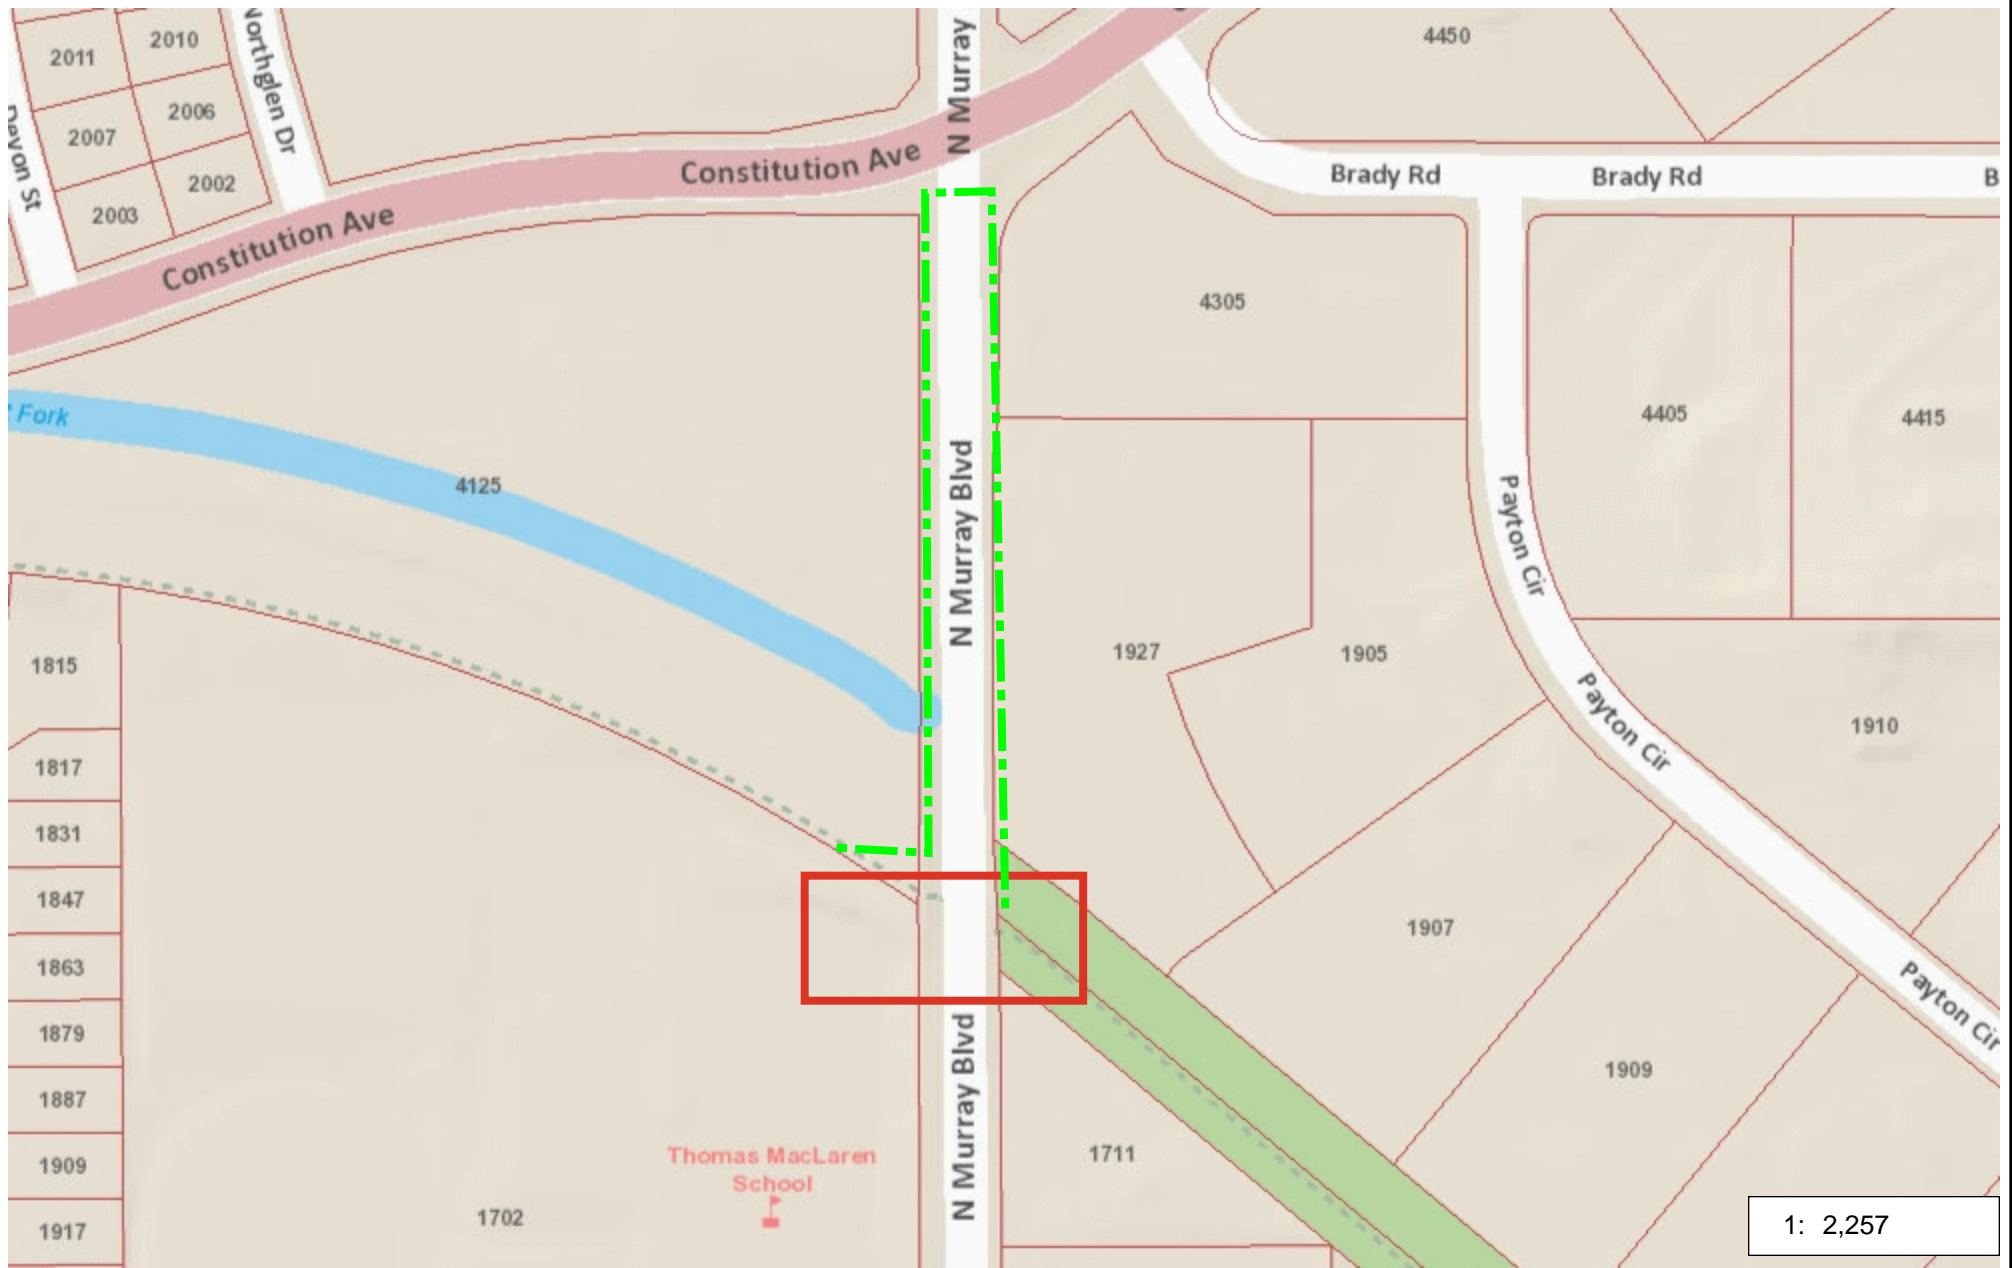 2011
2010
Northglen Dr
N Murray
4450
2007
2006
Devon St
2003
2002
Constitution Ave
Constitution Ave
Brady Rd
Brady Rd
B
4305
Fork
4125
N Murray Blvd
4405
4415
Payton Cir
1815
1927
1905
Payton Cir
1910
1817
1831
1847
1907
1863
Payton Cir
1879
N Murray Blvd
1909
1887
1711
Thomas MacLaren
School
1909
1702
1917
1: 2,257